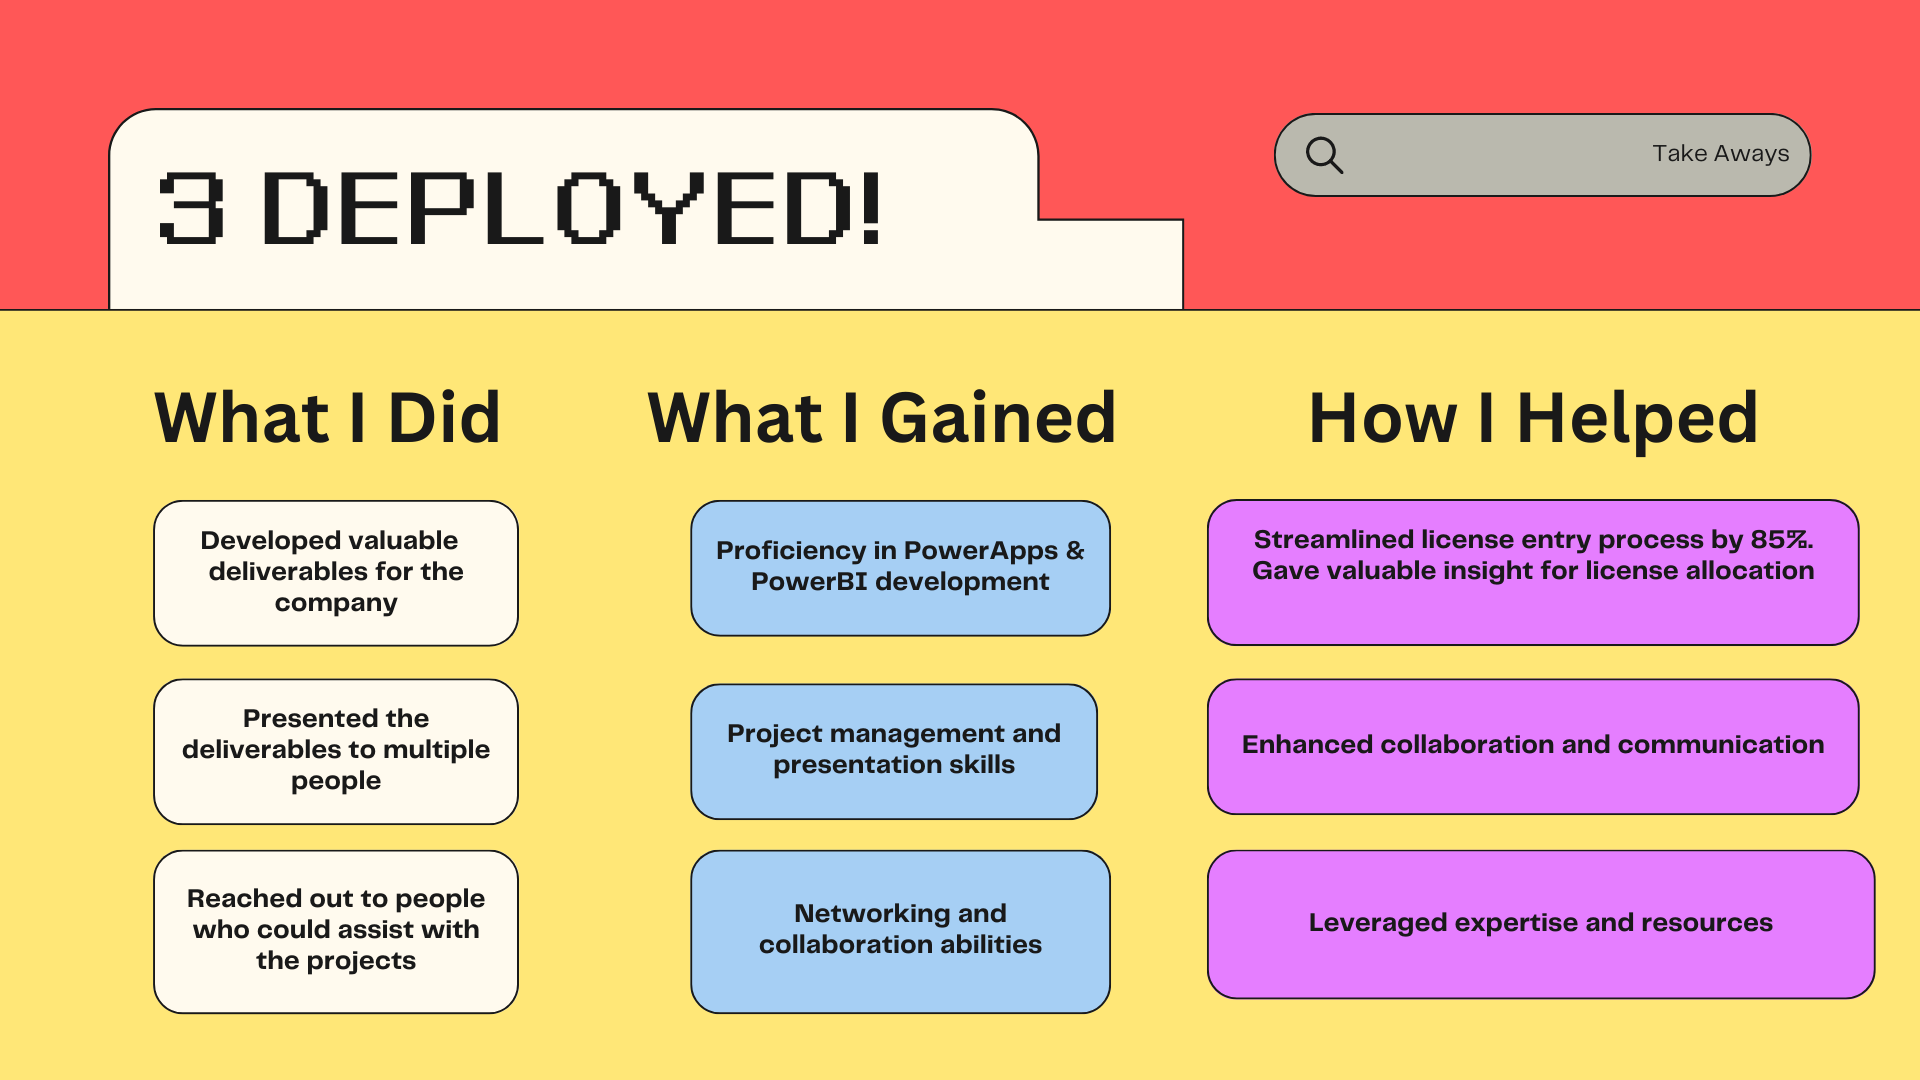 3 DEPLOYED!
Take Aways
What I Did
Developed valuable
deliverables for the
company
Presented the
deliverables to multiple
people
Reached out to people
who could assist with
the projects
What I Gained
Proficiency in PowerApps &
PowerBI development
Project management and
presentation skills
Networking and
collaboration abilities
How I Helped
Streamlined license entry process by 85%.
Gave valuable insight for license allocation
Enhanced collaboration and communication
Leveraged expertise and resources